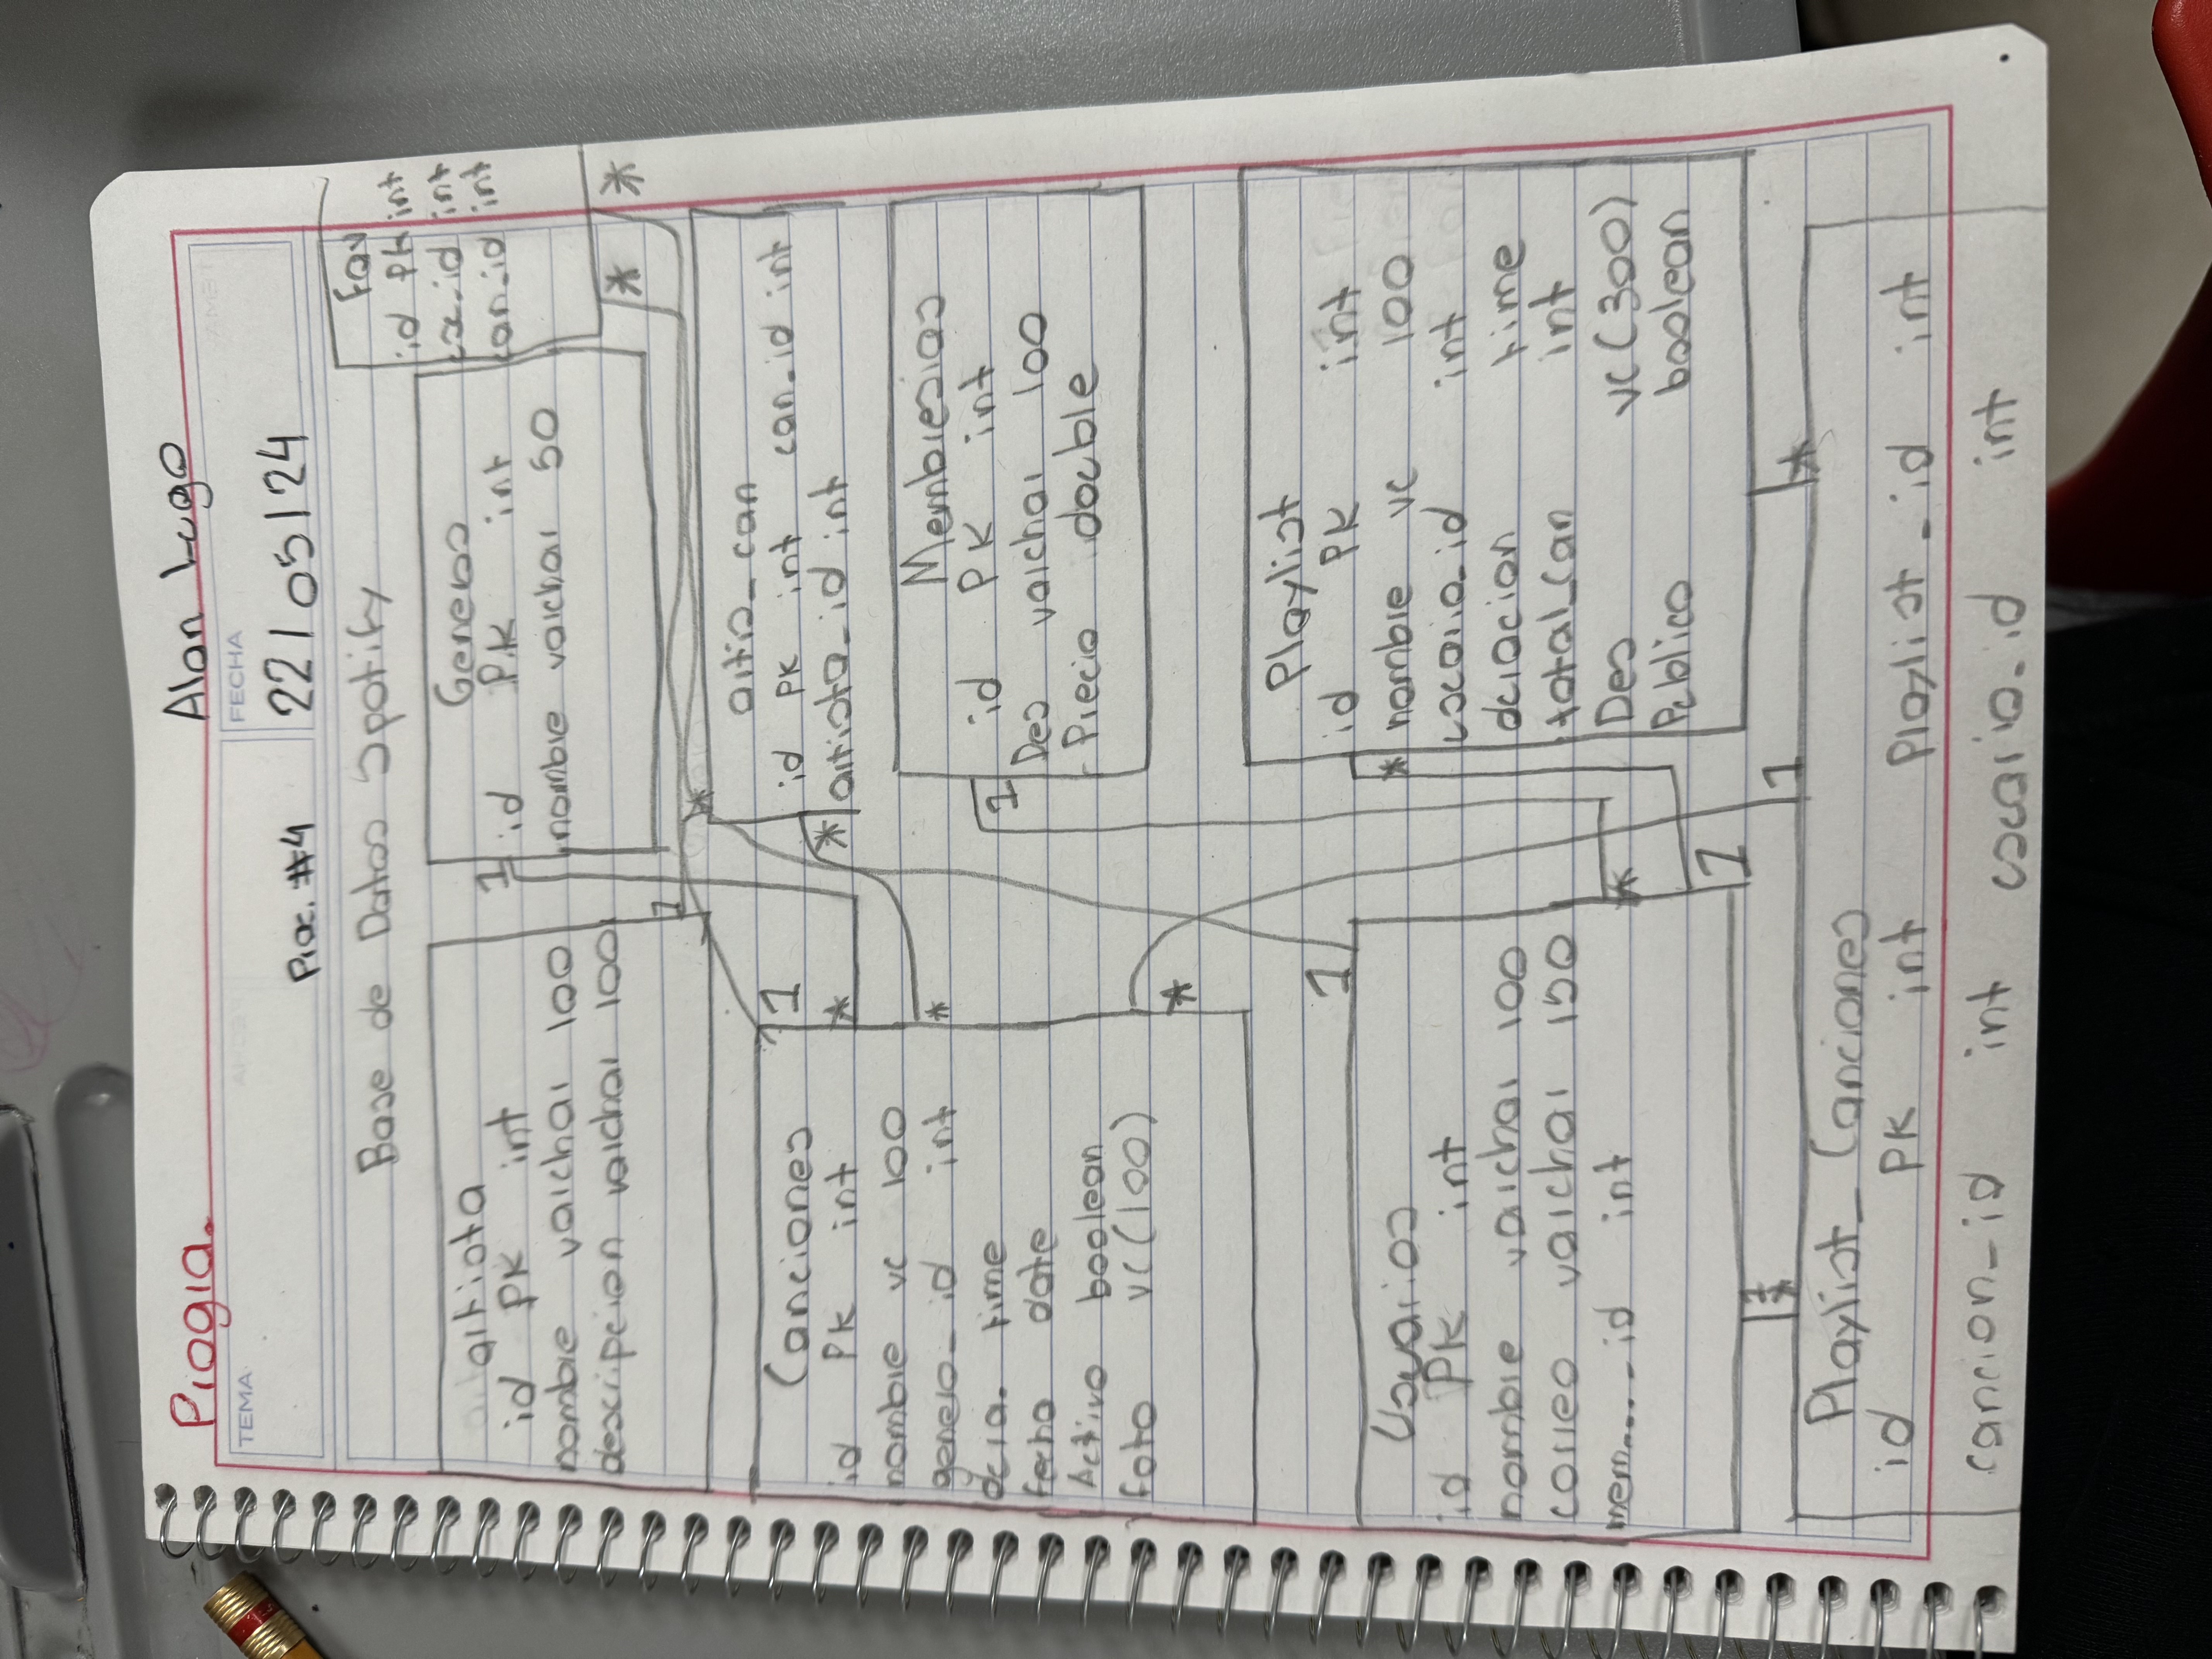 Progra.
Alan Lugo
TEMA
FECHA
Prac. #4
22/05/24
Base de Datos Spotify
Fav
id PK int
us_id int
can_id int
artista
id PK int
nombre varchar 100
descripcion varchar 100
1
Generos
id PK int
nombre varchar 50
1
*
*
*
artis_can
id PK int can_id int
artista_id int
*
Canciones
id PK int
nombre vc 100
genero_id int
dura. time
fecha date
Activo boolean
foto vc(100)
1
*
*
*
Membresias
id PK int
Des varchar 100
Precio double
1
Playlist
id PK int
nombre vc 100
usuario_id int
duracion time
total_can int
Des vc(300)
Publico boolean
*
1
Usuarios
id PK int
nombre varchar 100
correo varchar 150
mem...._id int
*
1
1
*
1
*
Playlist_Canciones
id PK int Playlist_id int
cancion_id int usuario_id int